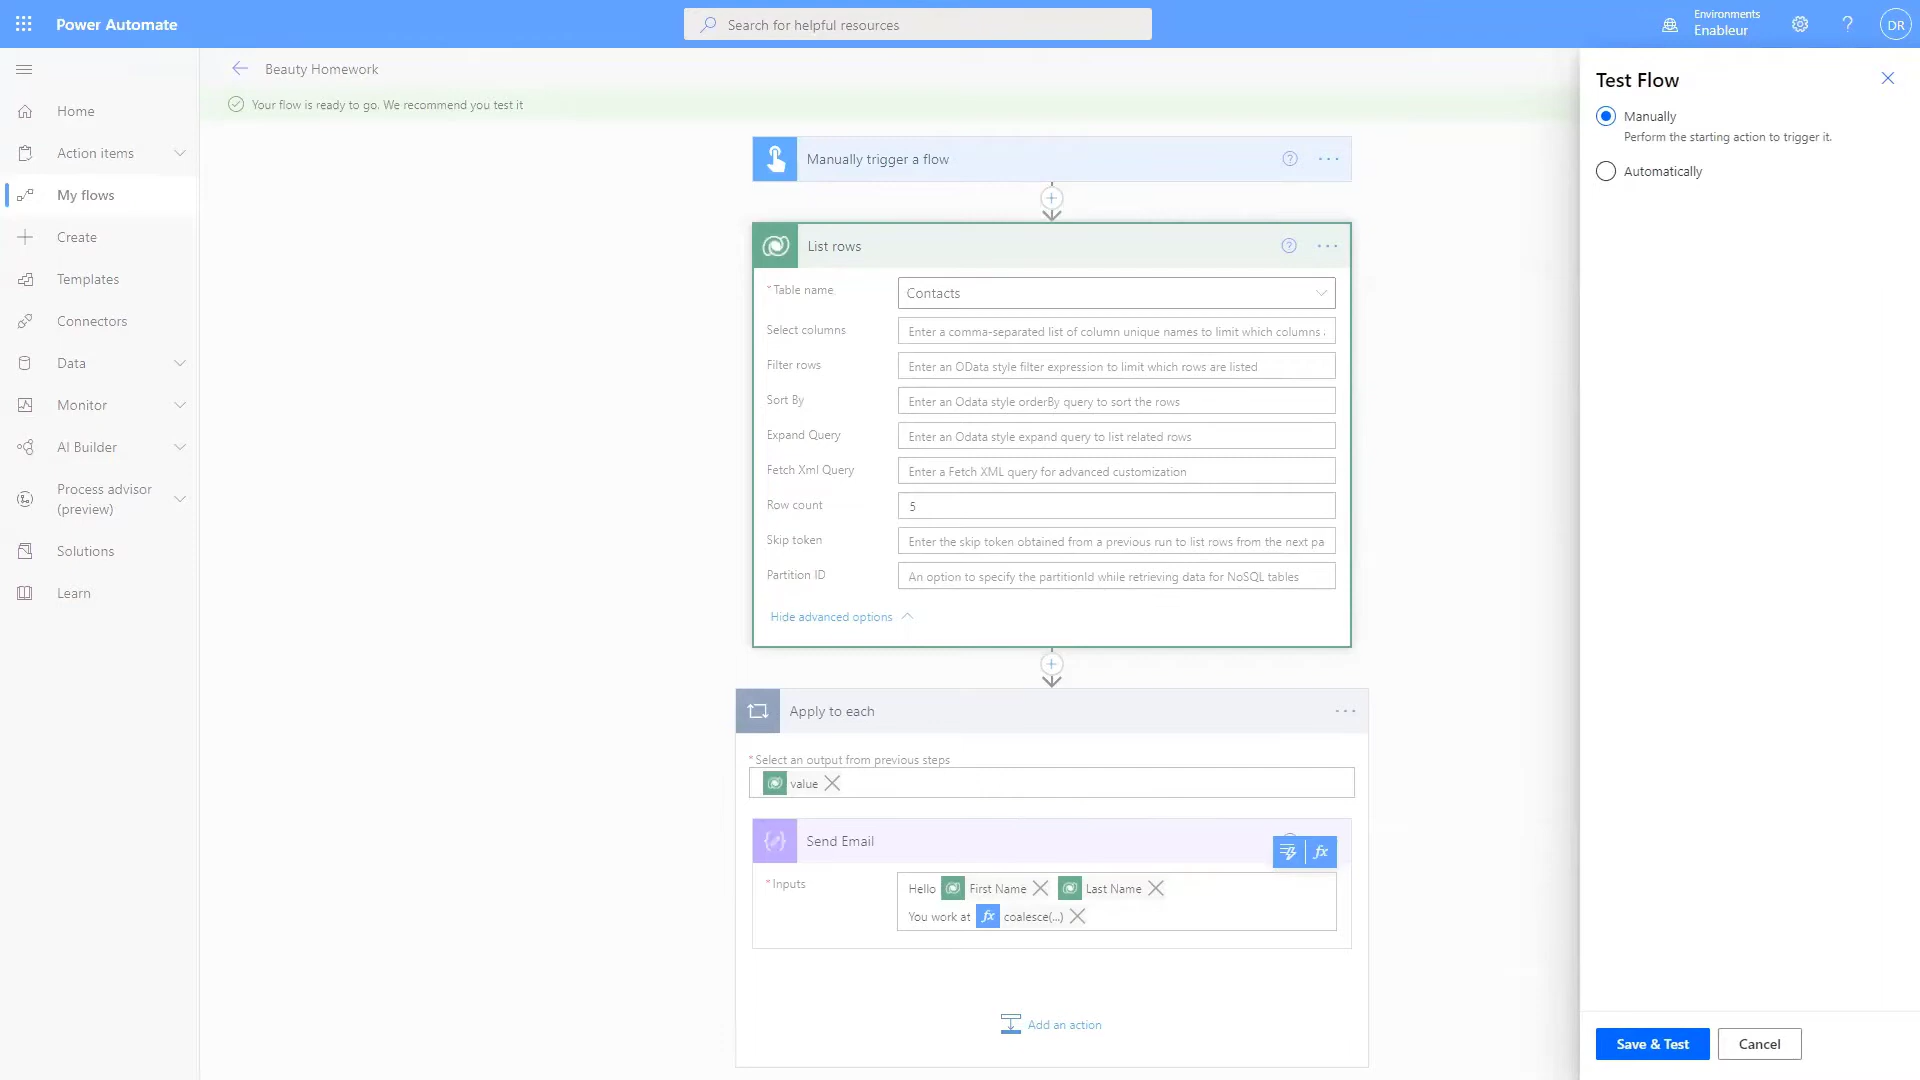 Power Automate
Search for helpful resources
Environments
Enableur
DR
Beauty Homework
Your flow is ready to go. We recommend you test it
Home
Action items
My flows
Create
Templates
Connectors
Data
Monitor
AI Builder
Process advisor
(preview)
Solutions
Learn
Manually trigger a flow
List rows
*Table name
Contacts
Select columns
Enter a comma-separated list of column unique names to limit which columns
Filter rows
Enter an OData style filter expression to limit which rows are listed
Sort By
Enter an Odata style orderBy query to sort the rows
Expand Query
Enter an Odata style expand query to list related rows
Fetch Xml Query
Enter a Fetch XML query for advanced customization
Row count
5
Skip token
Enter the skip token obtained from a previous run to list rows from the next pa
Partition ID
An option to specify the partitionId while retrieving data for NoSQL tables
Hide advanced options
Apply to each
*Select an output from previous steps
value
Send Email
fx
*Inputs
Hello First Name Last Name
You work at fx coalesce(...)
Add an action
Test Flow
Manually
Perform the starting action to trigger it.
Automatically
Save & Test
Cancel